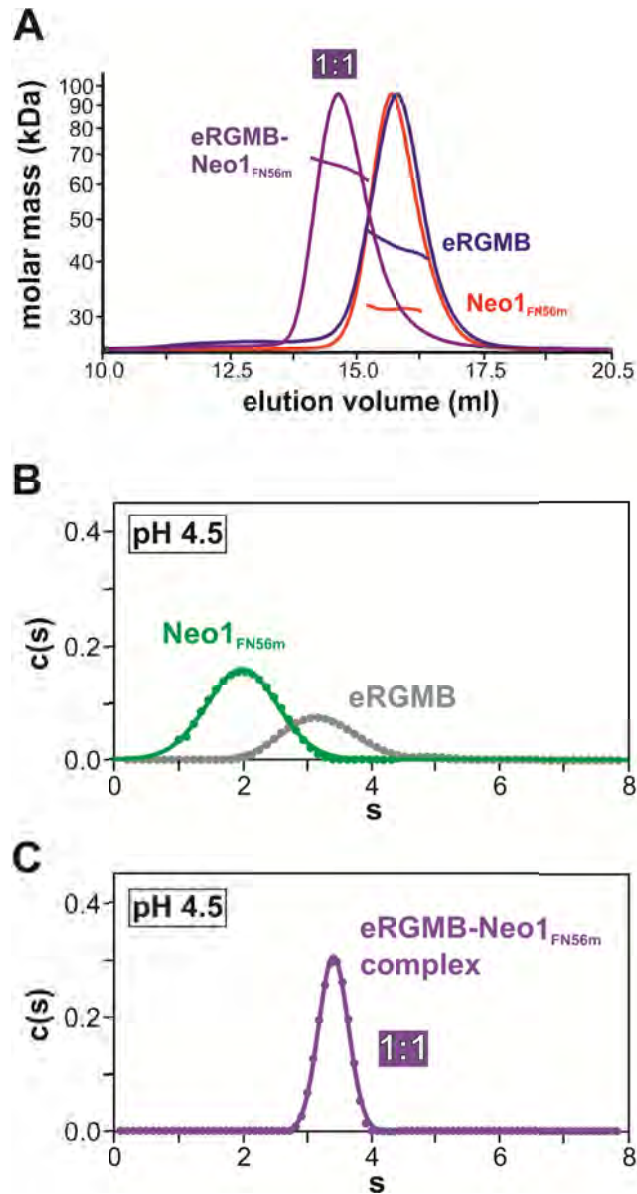 A
1:1
100
90
80
70
60
50
40
30
molar mass (kDa)
eRGMB-
Neo1FN56m
eRGMB
Neo1FN56m
10.0 12.5 15.0 17.5 20.5
elution volume (ml)
B
pH 4.5
0.4
0.2
0.0
c(s)
Neo1FN56m
eRGMB
0 2 4 6 8
s
C
pH 4.5
0.4
0.2
0.0
c(s)
eRGMB-Neo1FN56m
complex
1:1
0 2 4 6 8
s